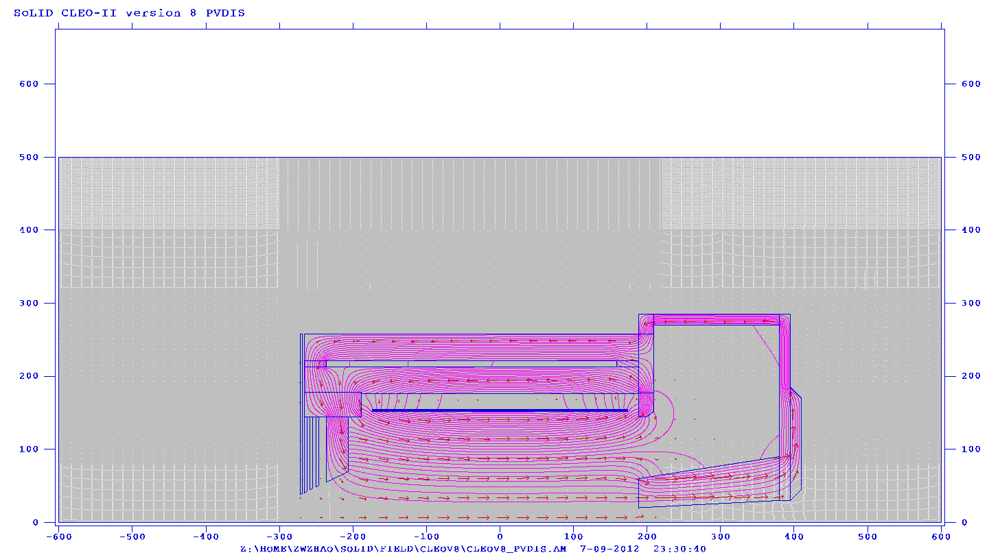 SoLID CLEO-II version 8 PVDIS
600 600
500 500
400 400
300 300
200 200
100 100
0 0
-600 -500 -400 -300 -200 -100 0 100 200 300 400 500 600
Z:\HOME\ZWZHAO\SOLID\FIELD\CLEOV8\CLEOV8_PVDIS.AM 7-09-2012 23:30:40